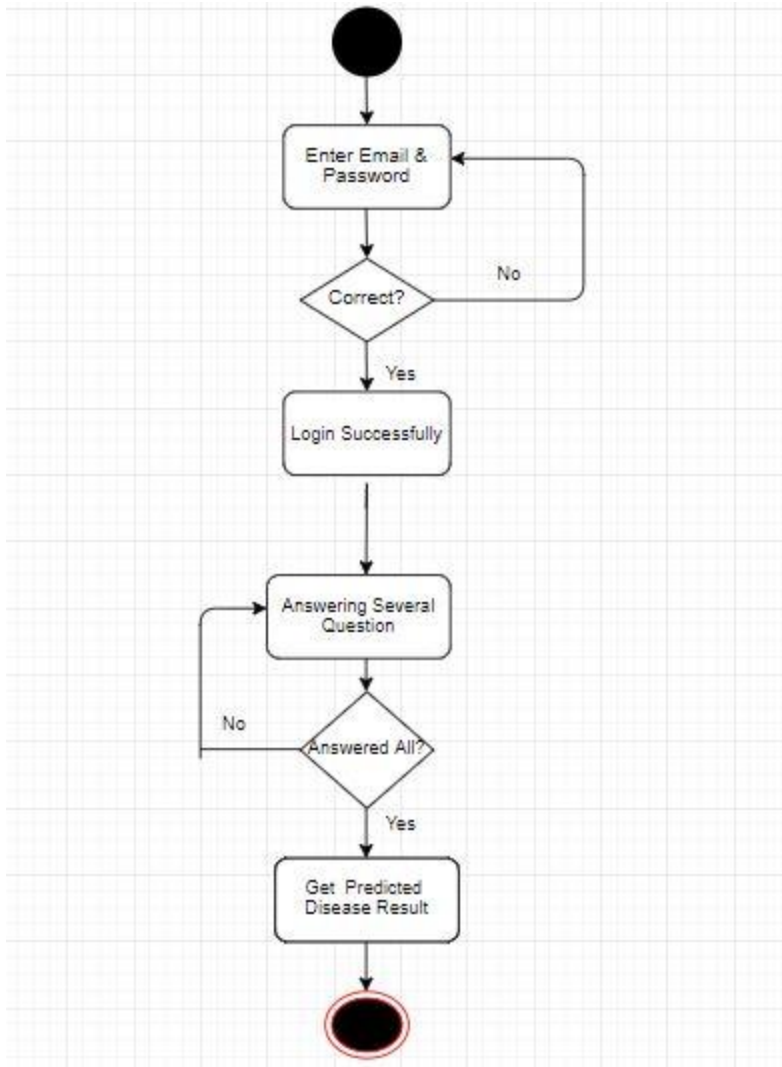 Enter Email &
Password
No
Correct?
Yes
Login Successfully
Answering Several
Question
No
Answered All?
Yes
Get Predicted
Disease Result